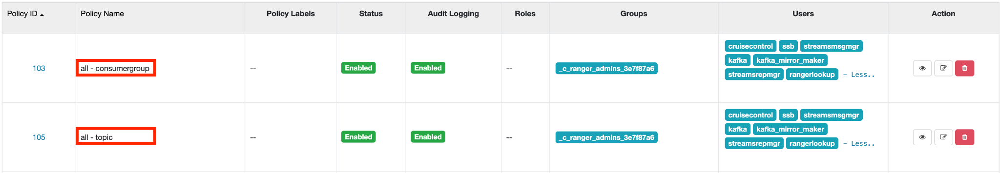 Policy ID Policy Name Policy Labels Status Audit Logging Roles Groups Users Action
cruisecontrol ssb streamsmsgmgr
103 all - consumergroup -- Enabled Enabled -- _c_ranger_admins_3e7f87a6 kafka kafka_mirror_maker
streamsrepmgr rangerlookup - Less..
cruisecontrol ssb streamsmsgmgr
105 all - topic -- Enabled Enabled -- _c_ranger_admins_3e7f87a6 kafka kafka_mirror_maker
streamsrepmgr rangerlookup - Less..